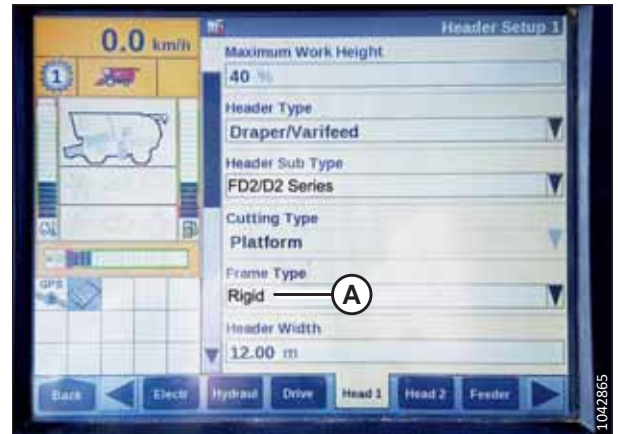 0.0 km/h
Header Setup 1
Maximum Work Height
40 %
1
Header Type
Draper/Varifeed
Header Sub Type
FD2/D2 Series
Cutting Type
Platform
Frame Type
GPS
Rigid
A
Header Width
12.00 m
Back
Electr
Hydraul
Drive
Head 1
Head 2
Feeder
1042865